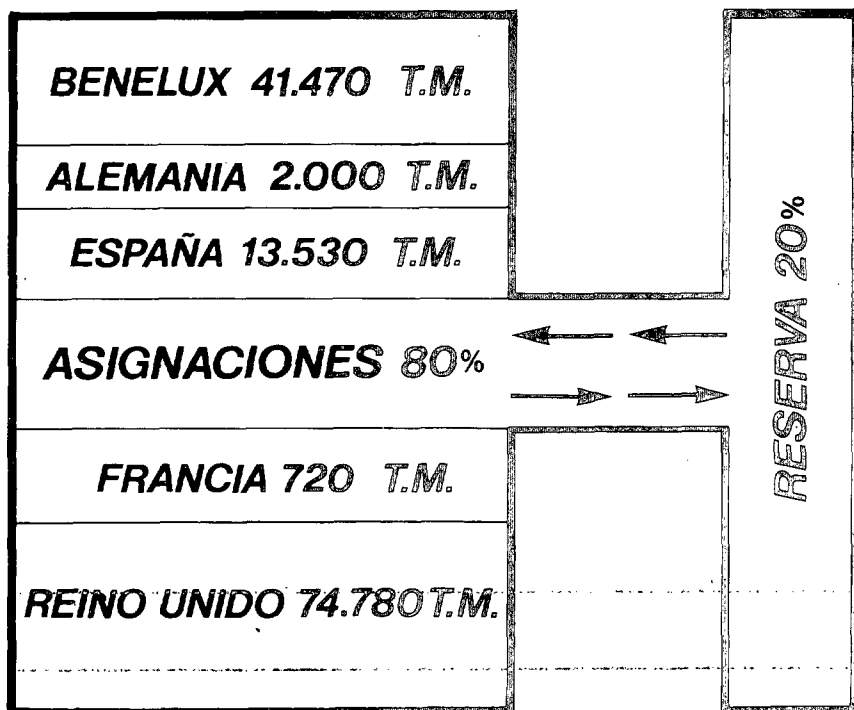 BENELUX 41.470 T.M.
ALEMANIA 2.000 T.M.
ESPAÑA 13.530 T.M.
ASIGNACIONES 80%
FRANCIA 720 T.M.
REINO UNIDO 74.780 T.M.
RESERVA 20%